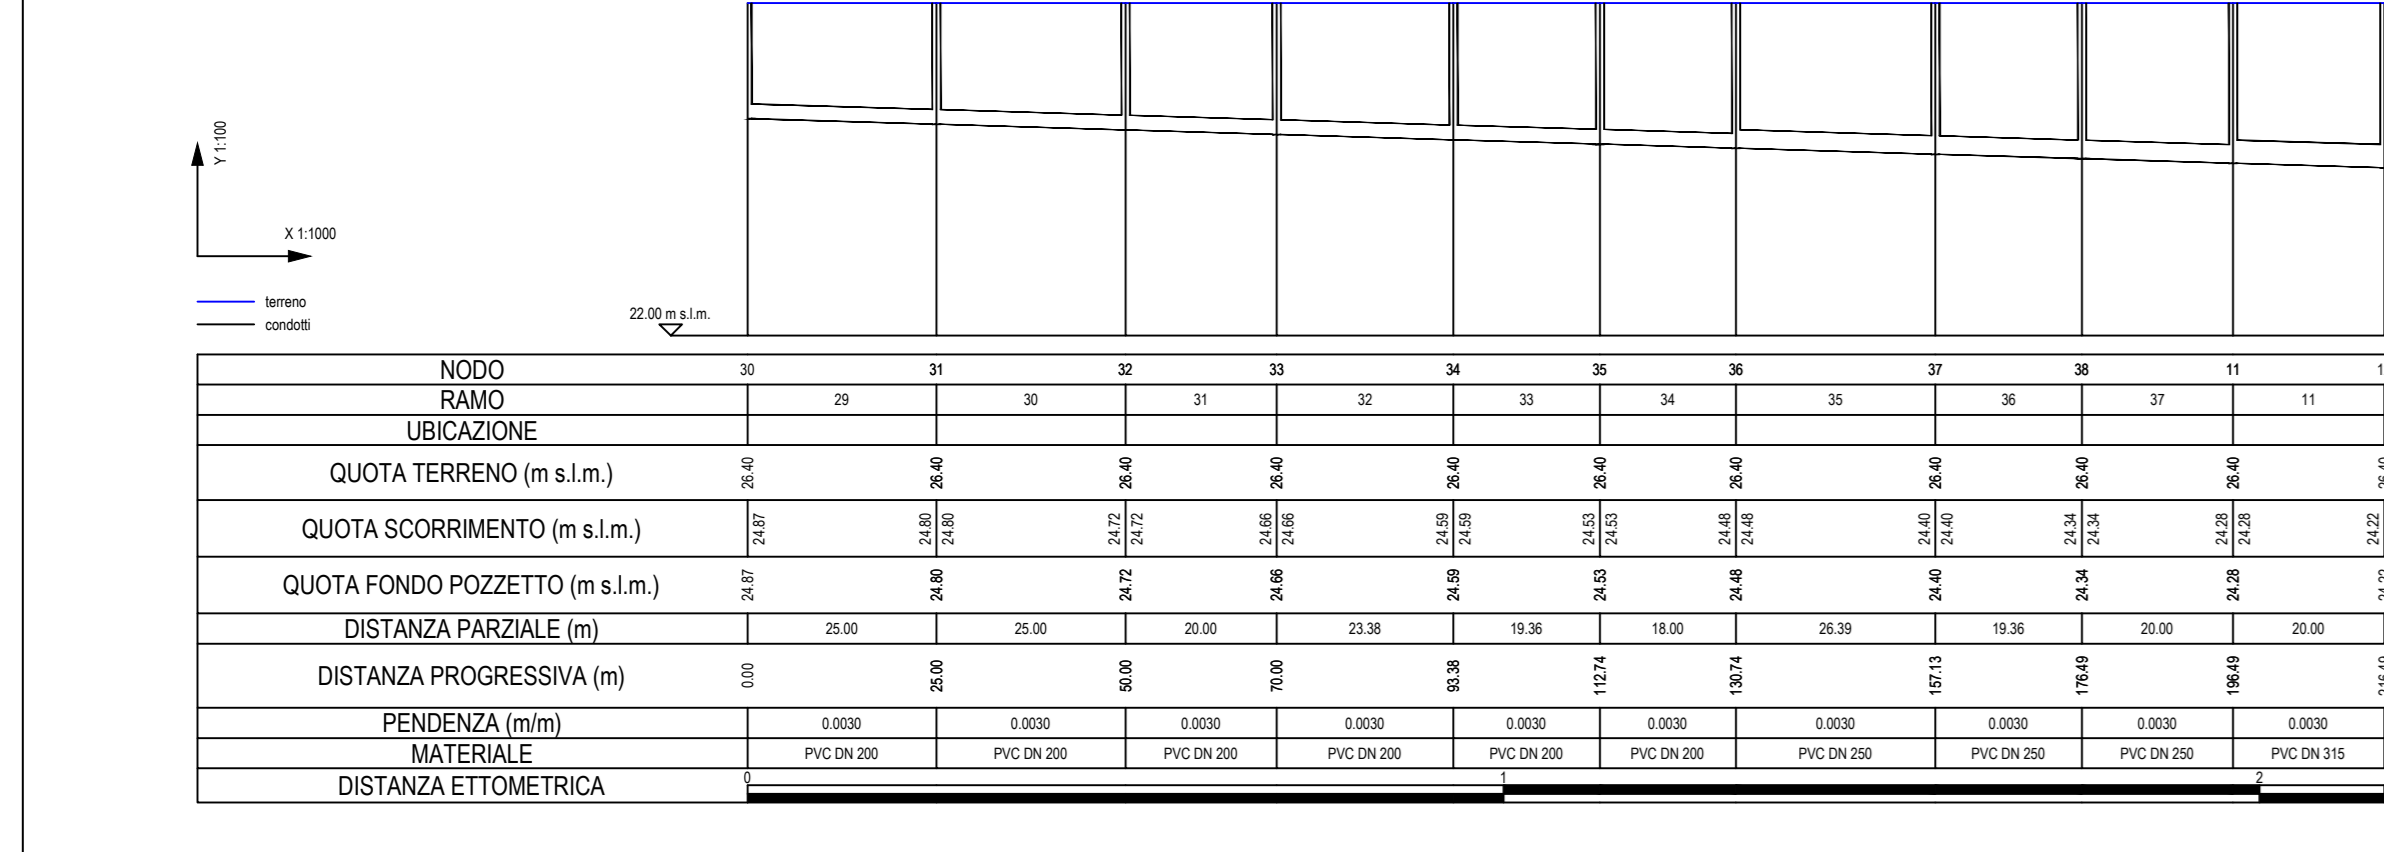 Y 1:100
X 1:1000
terreno
condotti
22.00 m s.l.m.
NODO 30 31 32 33 34 35 36 37 38 11
RAMO 29 30 31 32 33 34 35 36 37 11
UBICAZIONE
QUOTA TERRENO (m s.l.m.) 26.40 26.40 26.40 26.40 26.40 26.40 26.40 26.40 26.40 26.40
QUOTA SCORRIMENTO (m s.l.m.) 24.87 24.80 24.80 24.72 24.72 24.66 24.66 24.59 24.59 24.53 24.53 24.48 24.48 24.40 24.40 24.34 24.34 24.28 24.28 24.22
QUOTA FONDO POZZETTO (m s.l.m.) 24.87 24.80 24.72 24.66 24.59 24.53 24.48 24.40 24.34 24.28
DISTANZA PARZIALE (m) 25.00 25.00 20.00 23.38 19.36 18.00 26.39 19.36 20.00 20.00
DISTANZA PROGRESSIVA (m) 0.00 25.00 50.00 70.00 93.38 112.74 130.74 157.13 176.49 196.49
PENDENZA (m/m) 0.0030 0.0030 0.0030 0.0030 0.0030 0.0030 0.0030 0.0030 0.0030 0.0030
MATERIALE PVC DN 200 PVC DN 200 PVC DN 200 PVC DN 200 PVC DN 200 PVC DN 200 PVC DN 250 PVC DN 250 PVC DN 250 PVC DN 315
DISTANZA ETTOMETRICA 0 1 2